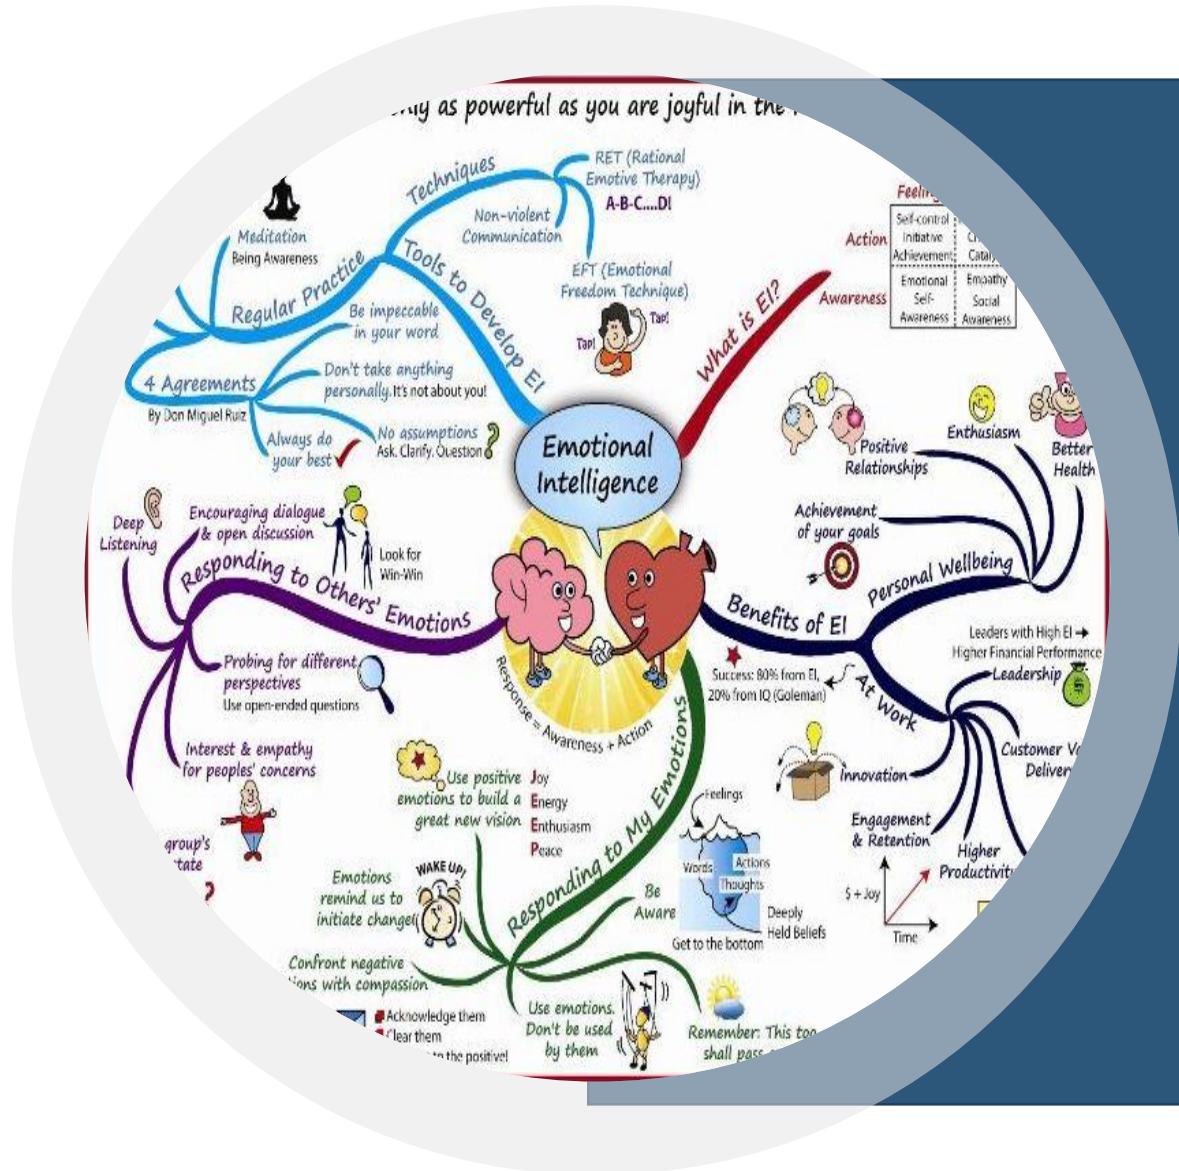 as powerful as you are joyful in the
Techniques
RET (Rational
Emotive Therapy)
A-B-C....D!
Non-violent
Communication
EFT (Emotional
Freedom Technique)
Tap!
Tap!
Tools to Develop EI
Meditation
Being Awareness
Regular Practice
Be impeccable
in your word
Don't take anything
personally. It's not about you!
4 Agreements
By Don Miguel Ruiz
Always do
your best
No assumptions
Ask. Clarify. Question
What is EI?
Action
Self-control
Initiative
Achievement
Awareness
Emotional
Self-
Awareness
Empathy
Social
Awareness
Emotional
Intelligence
Response = Awareness + Action
Positive
Relationships
Enthusiasm
Better
Health
Achievement
of your goals
Personal Wellbeing
Benefits of EI
At Work
Success: 80% from EI,
20% from IQ (Goleman)
Leaders with High EI →
Higher Financial Performance
Leadership
$
Customer
Innovation
Engagement
& Retention
Higher
$ + Joy
Time
Deep
Listening
Encouraging dialogue
& open discussion
Look for
Win-Win
Responding to Others' Emotions
Probing for different
perspectives
Use open-ended questions
Interest & empathy
for peoples' concerns
group's
Responding to My Emotions
Use positive
emotions to build a
great new vision
Joy
Energy
Enthusiasm
Peace
WAKE UP!
Emotions
remind us to
initiate change
Confront negative
with compassion
Acknowledge them
Clear them
to the positive!
Use emotions.
Don't be used
by them
Be
Aware
Feelings
Words
Actions
Thoughts
Deeply
Held Beliefs
Get to the bottom
Remember: This too
shall pass